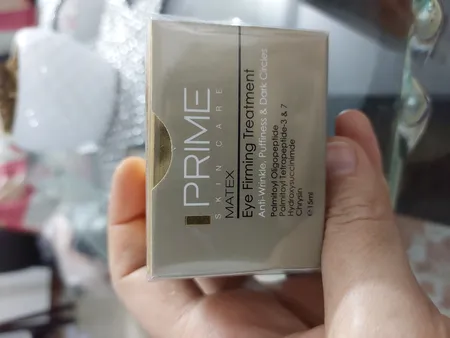 PRIME
SKIN CARE
MATEX
Eye Firming Treatment
Anti-Wrinkle, Puffiness & Dark Circles
Palmitoyl Oligopeptide
Palmitoyl Tetrapeptide-3 & 7
Hydroxysuccinimide
Chrysin
e 15ml